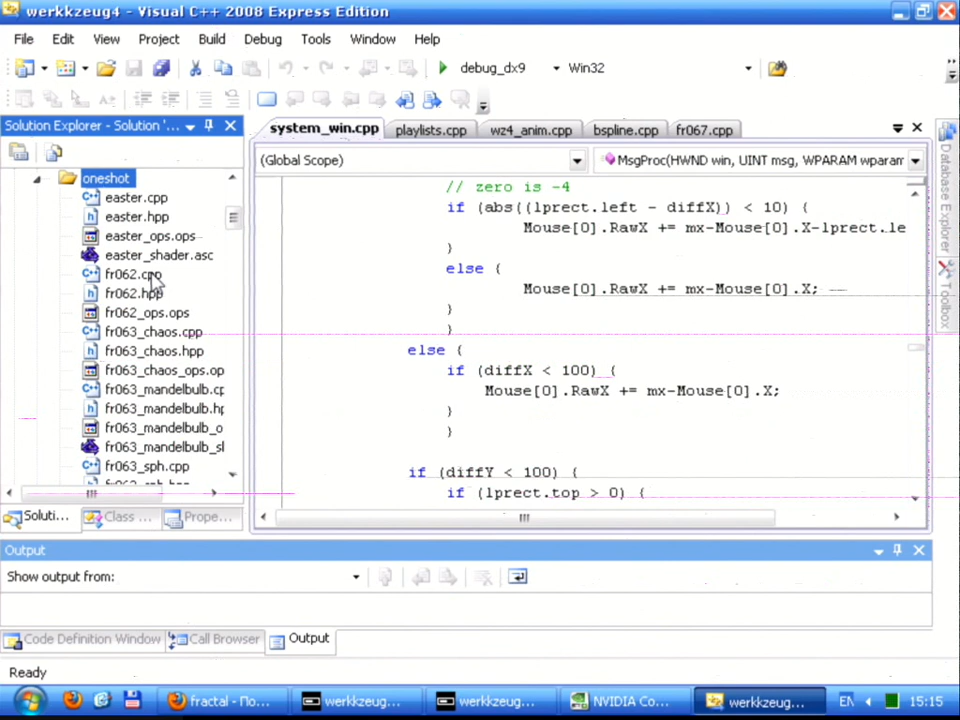 werkkzeug4 - Visual C++ 2008 Express Edition
File Edit View Project Build Debug Tools Window Help
debug_dx9 Win32
Solution Explorer - Solution '...
oneshot
easter.cpp
easter.hpp
easter_ops.ops
easter_shader.asc
fr062.cpp
fr062.hpp
fr062_ops.ops
fr063_chaos.cpp
fr063_chaos.hpp
fr063_chaos_ops.op
fr063_mandelbulb.cp
fr063_mandelbulb.hp
fr063_mandelbulb_o
fr063_mandelbulb_sl
fr063_sph.cpp
Soluti... Class ... Prope...
system_win.cpp playlists.cpp wz4_anim.cpp bspline.cpp fr067.cpp
(Global Scope) MsgProc(HWND win, UINT msg, WPARAM wparam
// zero is -4
if (abs((lprect.left - diffX)) < 10) {
Mouse[0].RawX += mx-Mouse[0].X-lprect.le
}
else {
Mouse[0].RawX += mx-Mouse[0].X;
}
}
else {
if (diffX < 100) {
Mouse[0].RawX += mx-Mouse[0].X;
}
}
if (diffY < 100) {
if (lprect.top > 0) {
Database Explorer
Toolbox
Output
Show output from:
Code Definition Window Call Browser Output
Ready
fractal - По... werkkzeug... werkkzeug... NVIDIA Co... werkkzeug... EN 15:15